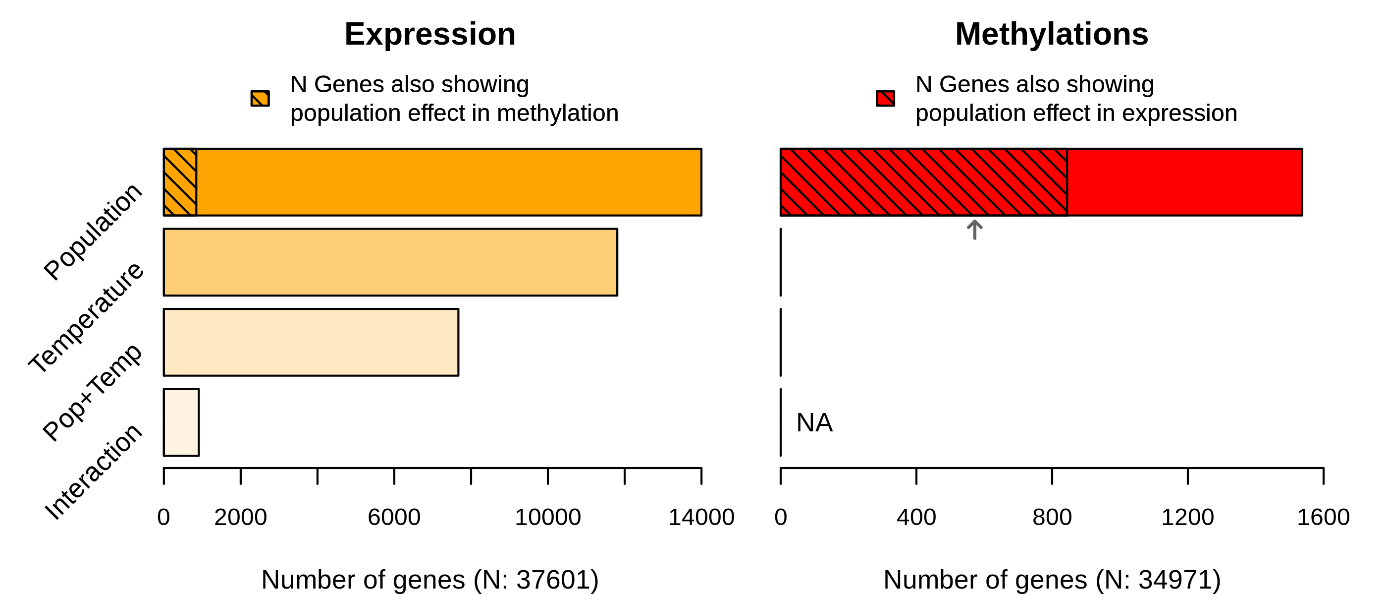 Expression
N Genes also showing
population effect in methylation
Population
Temperature
Pop+Temp
Interaction
0 2000 6000 10000 14000
Number of genes (N: 37601)
Methylations
N Genes also showing
population effect in expression
NA
0 400 800 1200 1600
Number of genes (N: 34971)